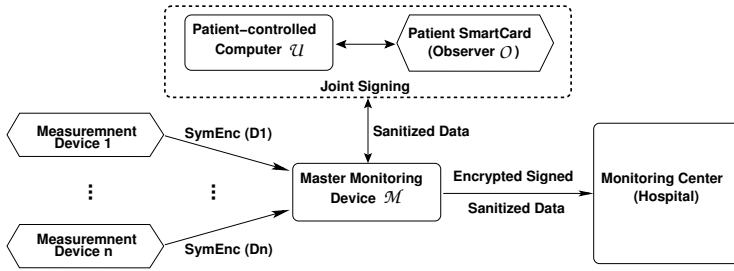 Patient-controlled
Computer 𝒰
Patient SmartCard
(Observer 𝒪)
Joint Signing
Measuremnent
Device 1
SymEnc (D1)
Sanitized Data
Master Monitoring
Device ℳ
Encrypted Signed
Sanitized Data
Monitoring Center
(Hospital)
Measuremnent
Device n
SymEnc (Dn)